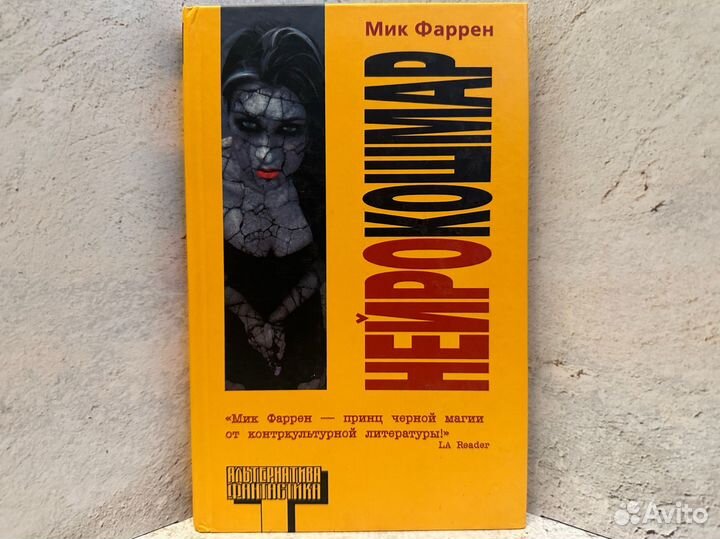 Мик Фаррен
НЕЙРОКОШМАР
«Мик Фаррен — принц черной магии
от контркультурной литературы!»
LA Reader
АЛЬТЕРНАТИВА
ФАНТАСТИКА
Avito